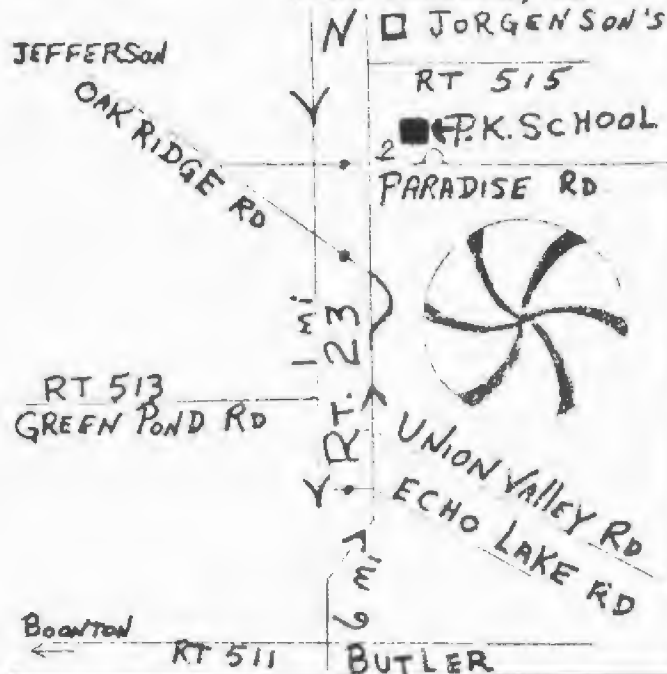 N
JORGENSON'S
JEFFERSON
RT 515
OAK RIDGE RD
P.K. SCHOOL
2
PARADISE RD
1 mi
RT. 23
RT 513
GREEN POND RD
UNION VALLEY RD
ECHO LAKE RD
6 mi
BOONTON
RT 511
BUTLER